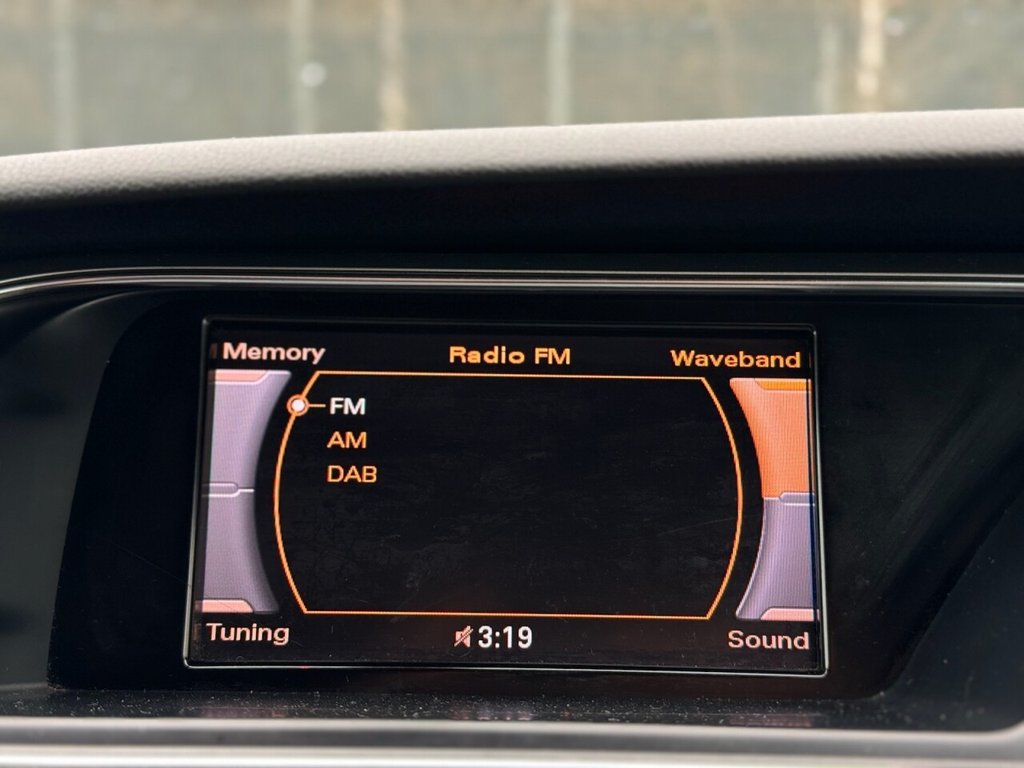 Memory Radio FM Waveband
FM
AM
DAB
Tuning 3:19 Sound